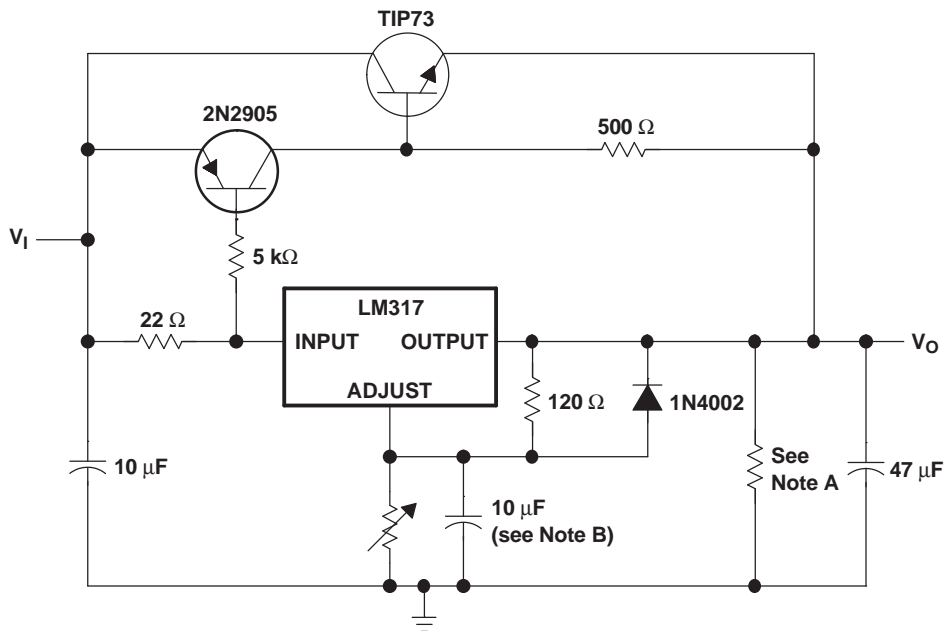 TIP73
2N2905
500 Ω
VI
5 kΩ
LM317
22 Ω
INPUT
OUTPUT
VO
ADJUST
120 Ω
1N4002
10 μF
See
Note A
47 μF
10 μF
(see Note B)